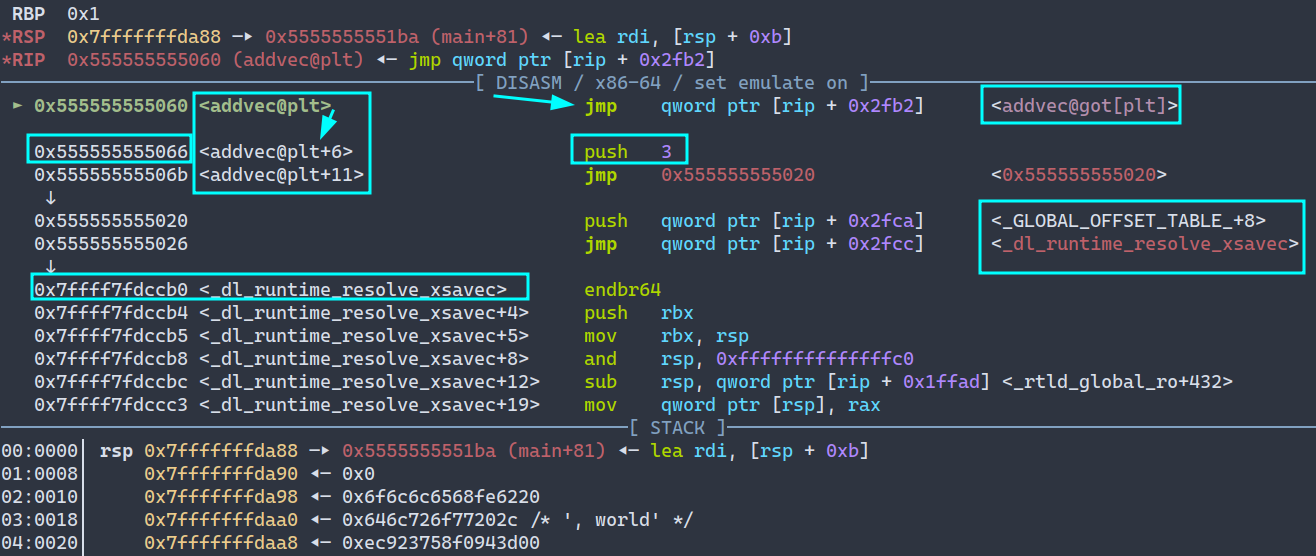 RBP 0x1
*RSP 0x7fffffffda88 —▸ 0x5555555551ba (main+81) ◂— lea rdi, [rsp + 0xb]
*RIP 0x555555555060 (addvec@plt) ◂— jmp qword ptr [rip + 0x2fb2]
[ DISASM / x86-64 / set emulate on ]
► 0x555555555060 <addvec@plt> jmp qword ptr [rip + 0x2fb2] <addvec@got[plt]>
0x555555555066 <addvec@plt+6> push 3
0x55555555506b <addvec@plt+11> jmp 0x555555555020 <0x555555555020>
↓
0x555555555020 push qword ptr [rip + 0x2fca] <_GLOBAL_OFFSET_TABLE_+8>
0x555555555026 jmp qword ptr [rip + 0x2fcc] <_dl_runtime_resolve_xsavec>
↓
0x7ffff7fdccb0 <_dl_runtime_resolve_xsavec> endbr64
0x7ffff7fdccb4 <_dl_runtime_resolve_xsavec+4> push rbx
0x7ffff7fdccb5 <_dl_runtime_resolve_xsavec+5> mov rbx, rsp
0x7ffff7fdccb8 <_dl_runtime_resolve_xsavec+8> and rsp, 0xffffffffffffffc0
0x7ffff7fdccbc <_dl_runtime_resolve_xsavec+12> sub rsp, qword ptr [rip + 0x1ffad] <_rtld_global_ro+432>
0x7ffff7fdccc3 <_dl_runtime_resolve_xsavec+19> mov qword ptr [rsp], rax
[ STACK ]
00:0000│ rsp 0x7fffffffda88 —▸ 0x5555555551ba (main+81) ◂— lea rdi, [rsp + 0xb]
01:0008│ 0x7fffffffda90 ◂— 0x0
02:0010│ 0x7fffffffda98 ◂— 0x6f6c6c6568fe6220
03:0018│ 0x7fffffffdaa0 ◂— 0x646c726f77202c /* ', world' */
04:0020│ 0x7fffffffdaa8 ◂— 0xec923758f0943d00